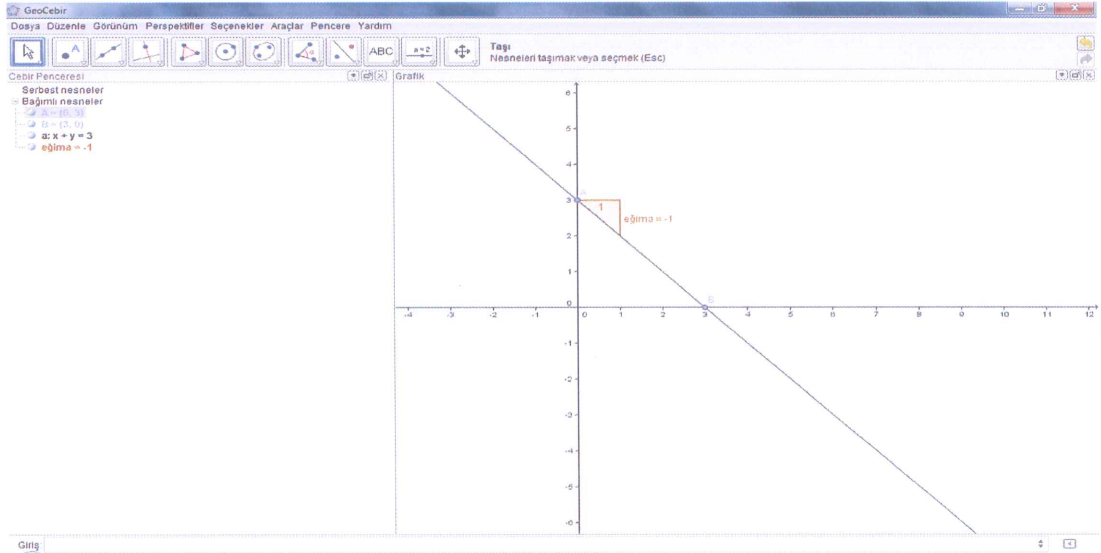 GeoCebir
Dosya Düzenle Görünüm Perspektifler Seçenekler Araçlar Pencere Yardım
A
ABC
a=2
Taşı
Nesneleri taşımak veya seçmek (Esc)
Cebir Penceresi
Serbest nesneler
Bağımlı nesneler
A = (0, 3)
B = (3, 0)
a: x + y = 3
eğima = -1
Grafik
6
5
4
3
2
1
0
-1
-2
-3
-4
-5
-6
A
1
eğima = -1
B
-4 -3 -2 -1 0 1 2 3 4 5 6 7 8 9 10 11 12
Giriş